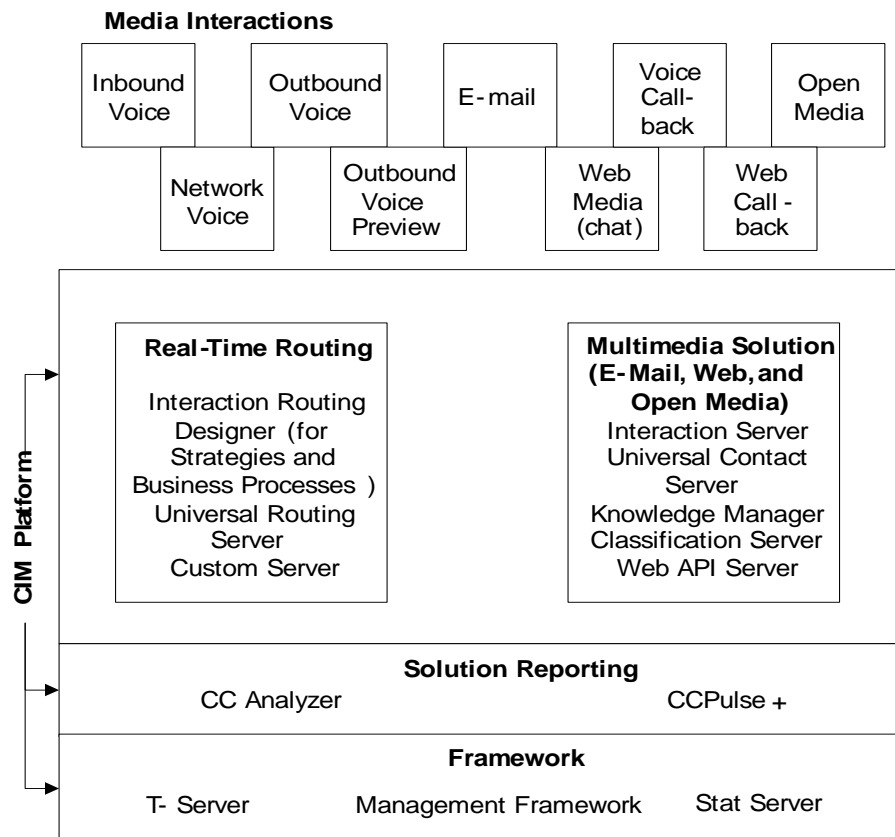 Media Interactions
Inbound
Voice
Outbound
Voice
E-mail
Voice
Call-
back
Open
Media
Network
Voice
Outbound
Voice
Preview
Web
Media
(chat)
Web
Call -
back
CIM Platform
Real-Time Routing
Interaction Routing
Designer (for
Strategies and
Business Processes )
Universal Routing
Server
Custom Server
Multimedia Solution
(E-Mail, Web, and
Open Media)
Interaction Server
Universal Contact
Server
Knowledge Manager
Classification Server
Web API Server
Solution Reporting
CC Analyzer
CCPulse +
Framework
T- Server
Management Framework
Stat Server